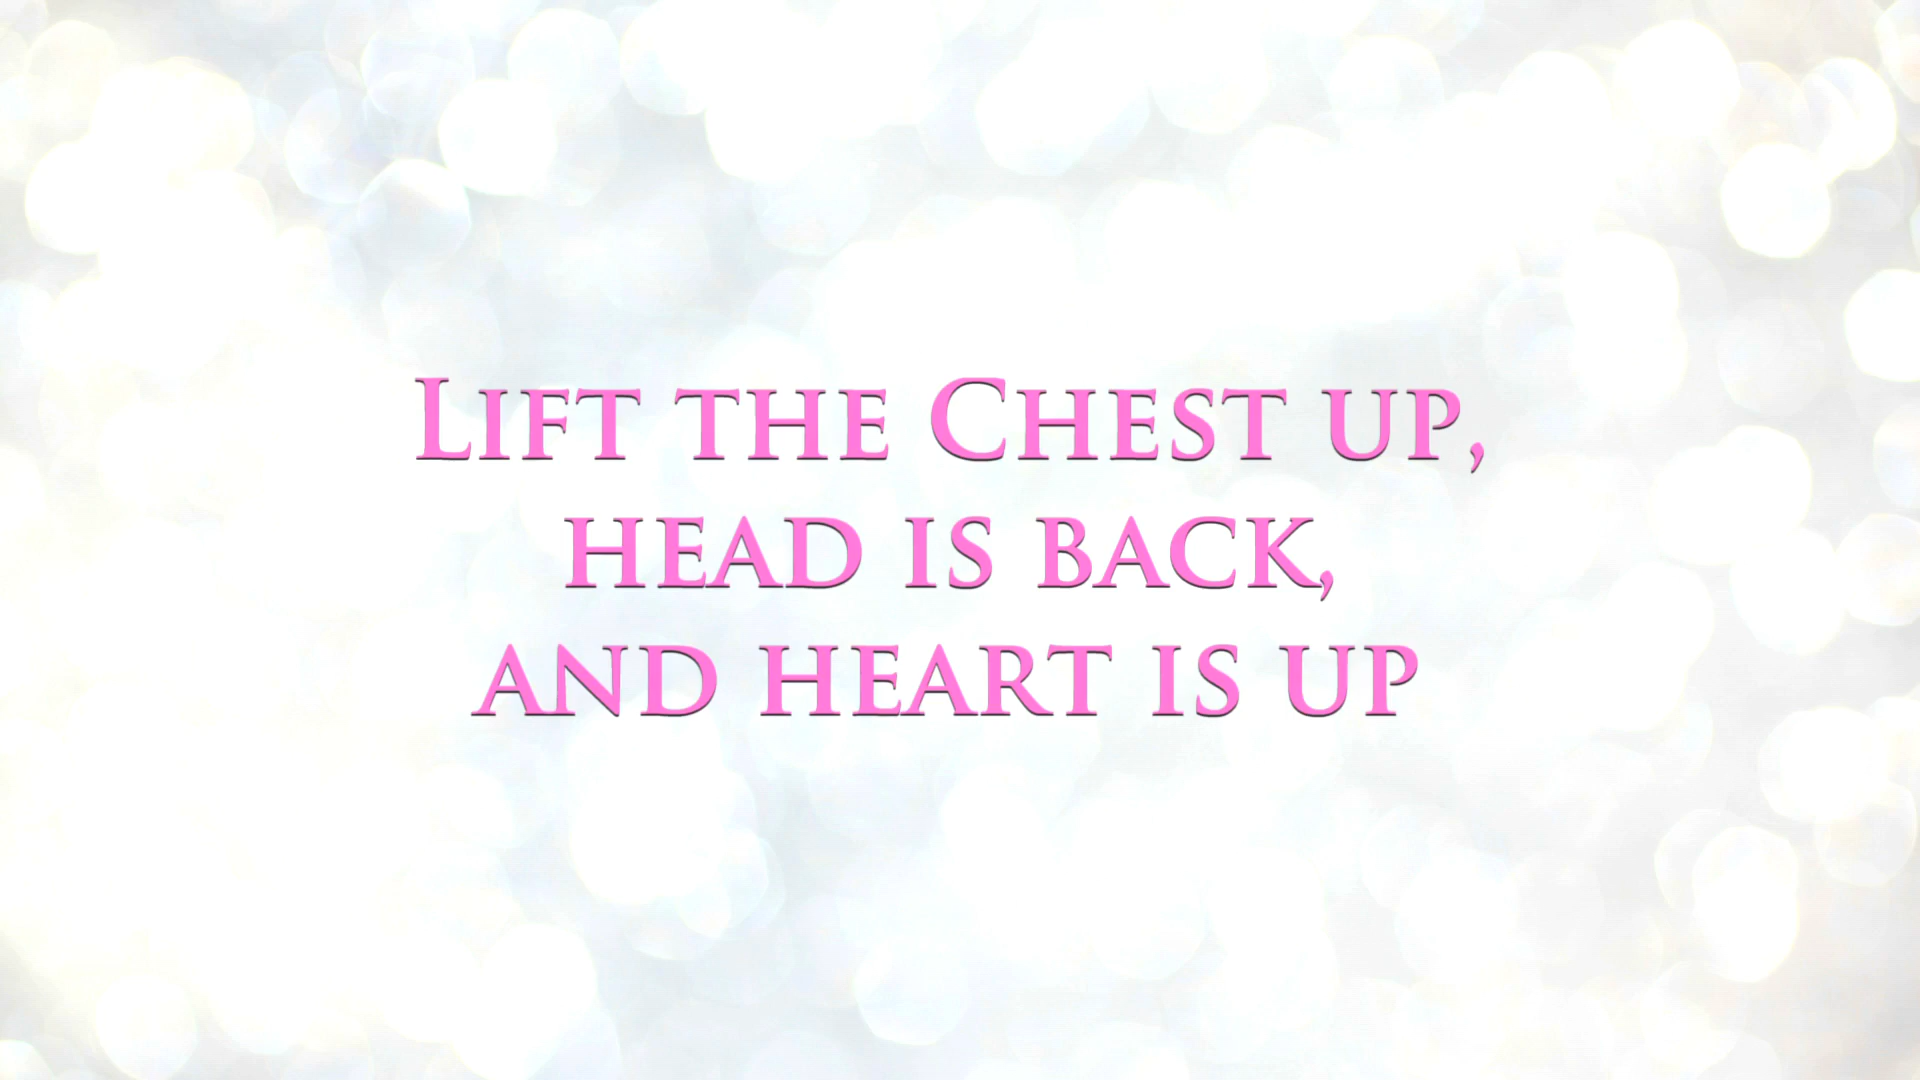 Lift the Chest up,
head is back,
and heart is up